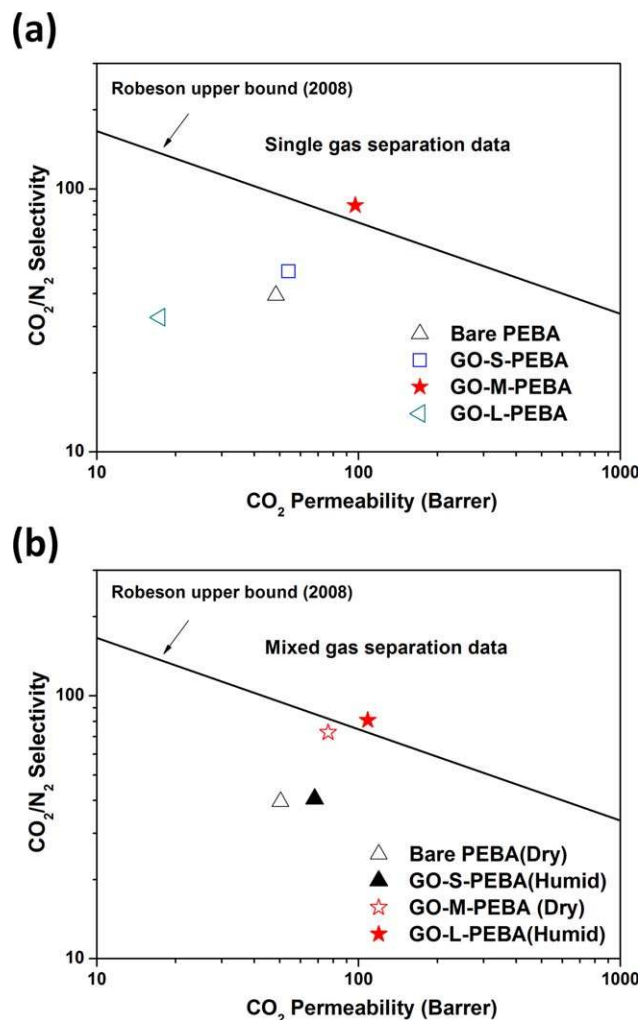 (a)
Robeson upper bound (2008)
Single gas separation data
100
CO₂/N₂ Selectivity
Bare PEBA
GO-S-PEBA
GO-M-PEBA
GO-L-PEBA
10
10 100 1000
CO₂ Permeability (Barrer)
(b)
Robeson upper bound (2008)
Mixed gas separation data
100
CO₂/N₂ Selectivity
Bare PEBA(Dry)
GO-S-PEBA(Humid)
GO-M-PEBA (Dry)
GO-L-PEBA(Humid)
10
10 100 1000
CO₂ Permeability (Barrer)